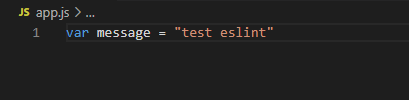 JS app.js > ...
1 var message = "test eslint"